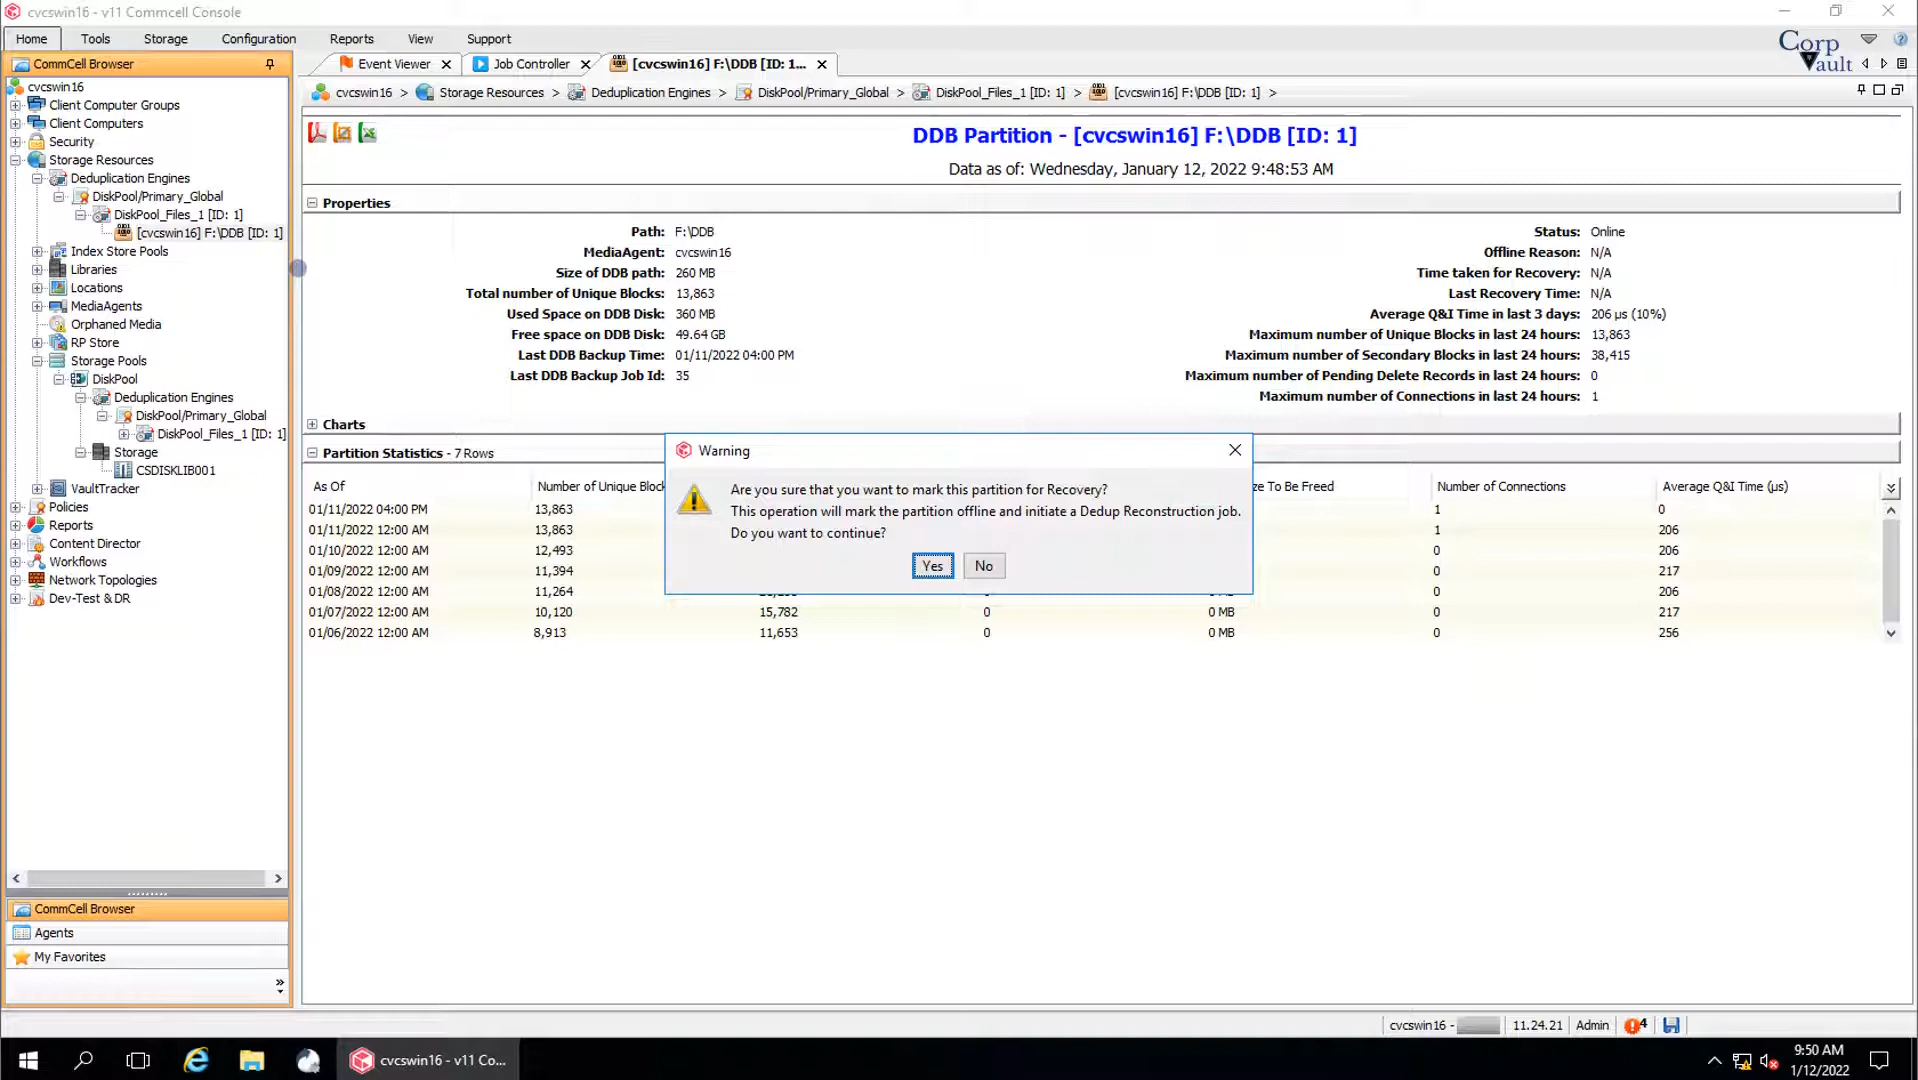 cvcswin16 - v11 Commcell Console
Home Tools Storage Configuration Reports View Support
Corp Vault
CommCell Browser
Event Viewer Job Controller [cvcswin16] F:\DDB [ID: 1...
cvcswin16 > Storage Resources > Deduplication Engines > DiskPool/Primary_Global > DiskPool_Files_1 [ID: 1] > [cvcswin16] F:\DDB [ID: 1] >
cvcswin16
Client Computer Groups
Client Computers
Security
Storage Resources
Deduplication Engines
DiskPool/Primary_Global
DiskPool_Files_1 [ID: 1]
[cvcswin16] F:\DDB [ID: 1]
Index Store Pools
Libraries
Locations
MediaAgents
Orphaned Media
RP Store
Storage Pools
DiskPool
Deduplication Engines
DiskPool/Primary_Global
DiskPool_Files_1 [ID: 1]
Storage
CSDISKLIB001
VaultTracker
Policies
Reports
Content Director
Workflows
Network Topologies
Dev-Test & DR
CommCell Browser
Agents
My Favorites
DDB Partition - [cvcswin16] F:\DDB [ID: 1]
Data as of: Wednesday, January 12, 2022 9:48:53 AM
Properties
Path: F:\DDB
MediaAgent: cvcswin16
Size of DDB path: 260 MB
Total number of Unique Blocks: 13,863
Used Space on DDB Disk: 360 MB
Free space on DDB Disk: 49.64 GB
Last DDB Backup Time: 01/11/2022 04:00 PM
Last DDB Backup Job Id: 35
Status: Online
Offline Reason: N/A
Time taken for Recovery: N/A
Last Recovery Time: N/A
Average Q&I Time in last 3 days: 206 µs (10%)
Maximum number of Unique Blocks in last 24 hours: 13,863
Maximum number of Secondary Blocks in last 24 hours: 38,415
Maximum number of Pending Delete Records in last 24 hours: 0
Maximum number of Connections in last 24 hours: 1
Charts
Partition Statistics - 7 Rows
As Of Number of Unique Block ze To Be Freed Number of Connections Average Q&I Time (µs)
01/11/2022 04:00 PM 13,863 1 0
01/11/2022 12:00 AM 13,863 1 206
01/10/2022 12:00 AM 12,493 0 206
01/09/2022 12:00 AM 11,394 0 217
01/08/2022 12:00 AM 11,264 0 206
01/07/2022 12:00 AM 10,120 15,782 0 0 MB 0 217
01/06/2022 12:00 AM 8,913 11,653 0 0 MB 0 256
Warning
Are you sure that you want to mark this partition for Recovery?
This operation will mark the partition offline and initiate a Dedup Reconstruction job.
Do you want to continue?
Yes No
cvcswin16 - 11.24.21 Admin 4
cvcswin16 - v11 Co...
9:50 AM
1/12/2022